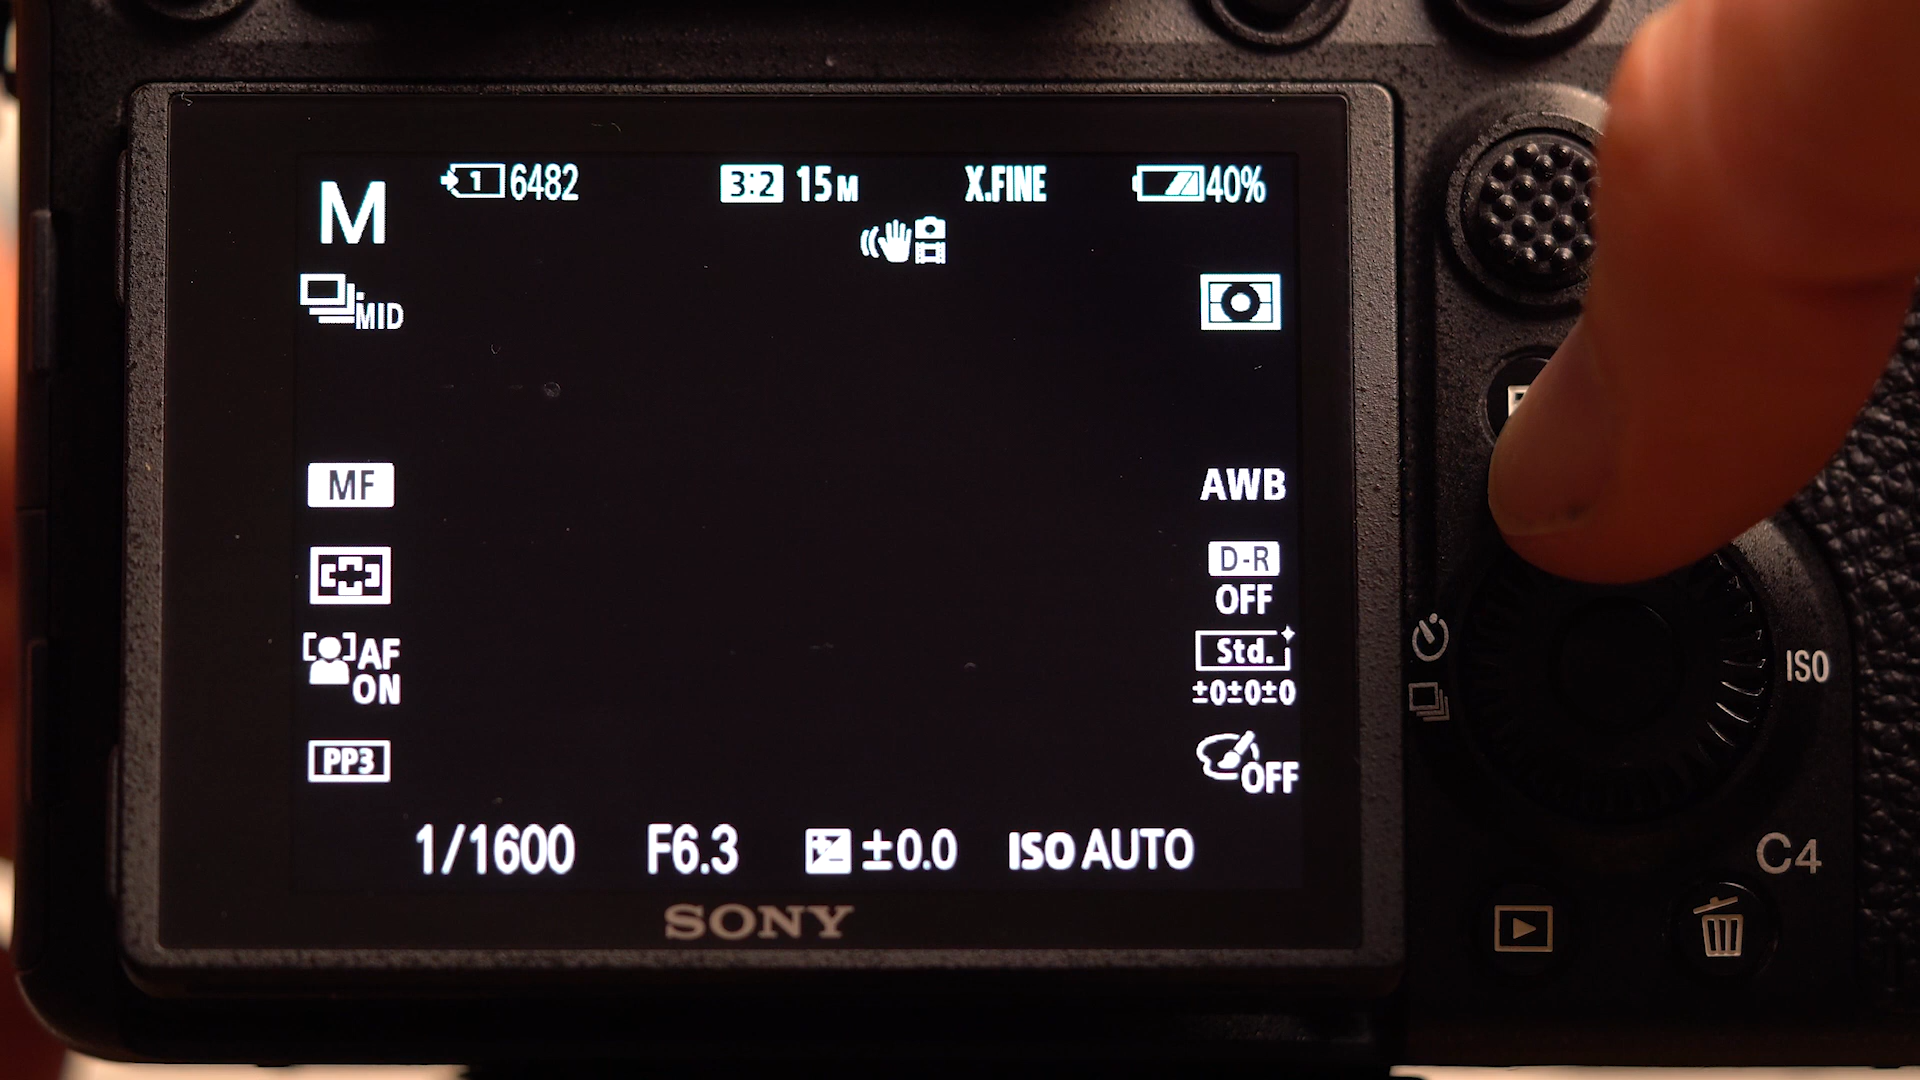 M 1 6482 3:2 15M X.FINE 40%
MID
MF AWB
D-R
OFF
AF ON Std.
±0±0±0
PP3 OFF
1/1600 F6.3 ±0.0 ISO AUTO
SONY
ISO
C4